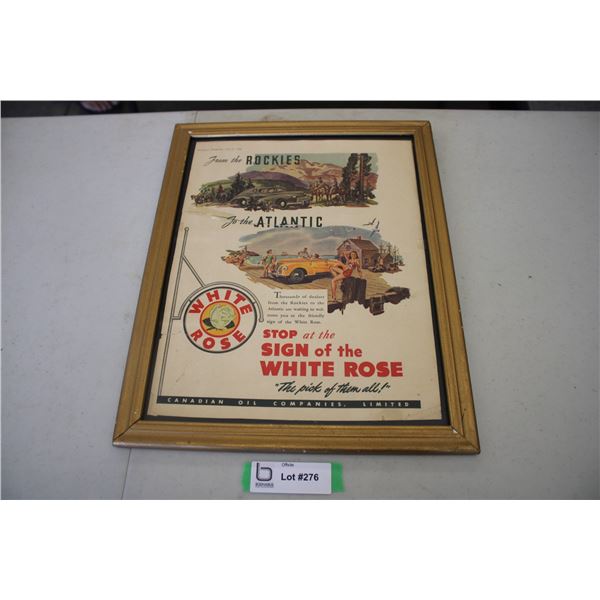 From the ROCKIES
To the ATLANTIC
Thousands of dealers
from the Rockies to the
Atlantic are waiting to wel-
come you at the friendly
sign of the White Rose.
WHITE
ROSE
STOP at the
SIGN of the
WHITE ROSE
"The pick of them all!"
CANADIAN OIL COMPANIES, LIMITED
Offsite
Lot #276